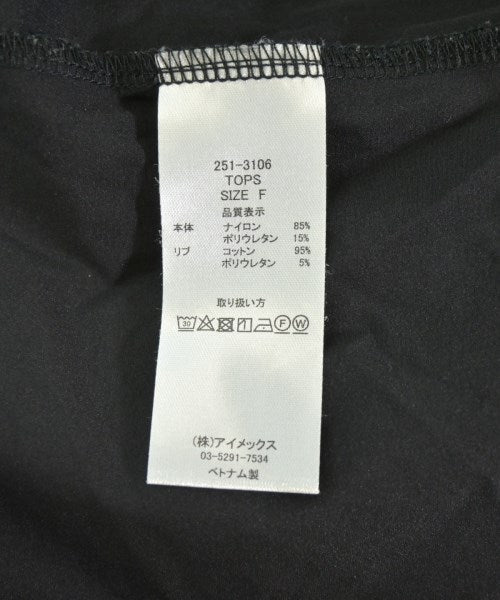 251-3106
TOPS
SIZE F
品質表示
本体 ナイロン 85%
ポリウレタン 15%
リブ コットン 95%
ポリウレタン 5%
取り扱い方
30 F W
(株)アイメックス
03-5291-7534
ベトナム製